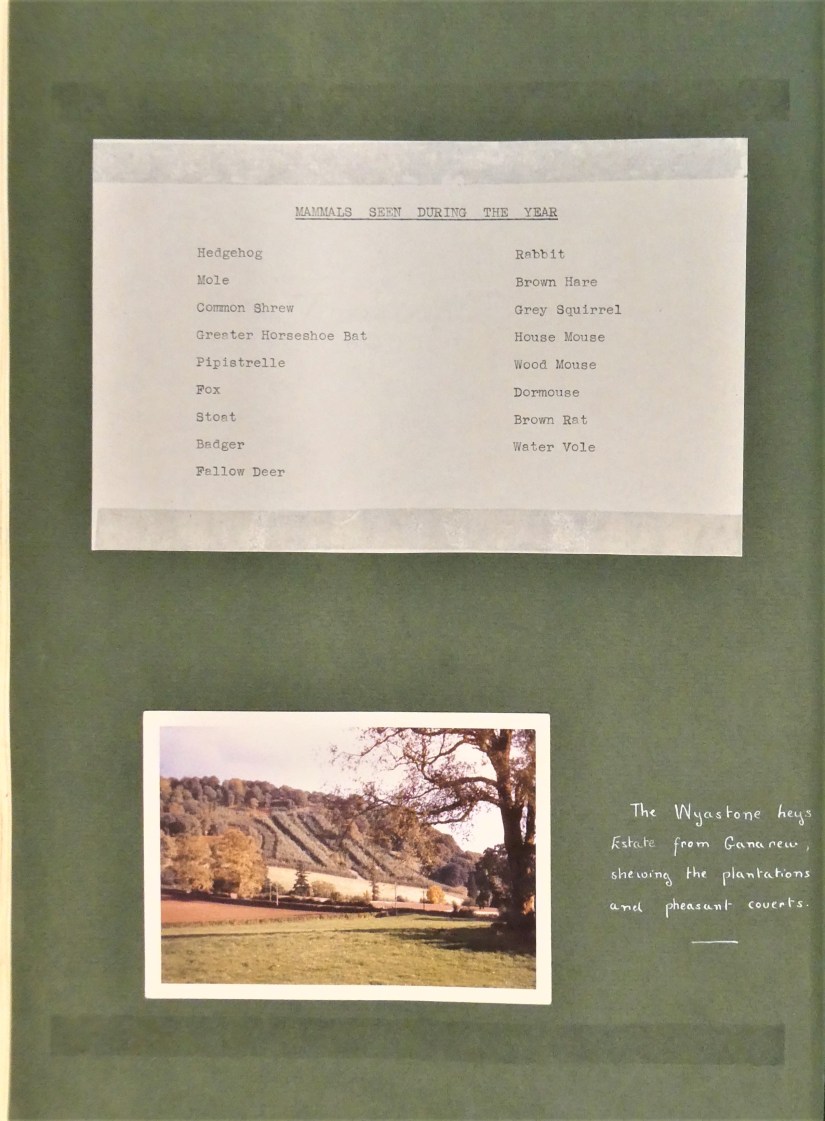 MAMMALS SEEN DURING THE YEAR
Hedgehog
Mole
Common Shrew
Greater Horseshoe Bat
Pipistrelle
Fox
Stoat
Badger
Fallow Deer
Rabbit
Brown Hare
Grey Squirrel
House Mouse
Wood Mouse
Dormouse
Brown Rat
Water Vole
The Wyastone heys
Estate from Ganarew,
shewing the plantations
and pheasant coverts.